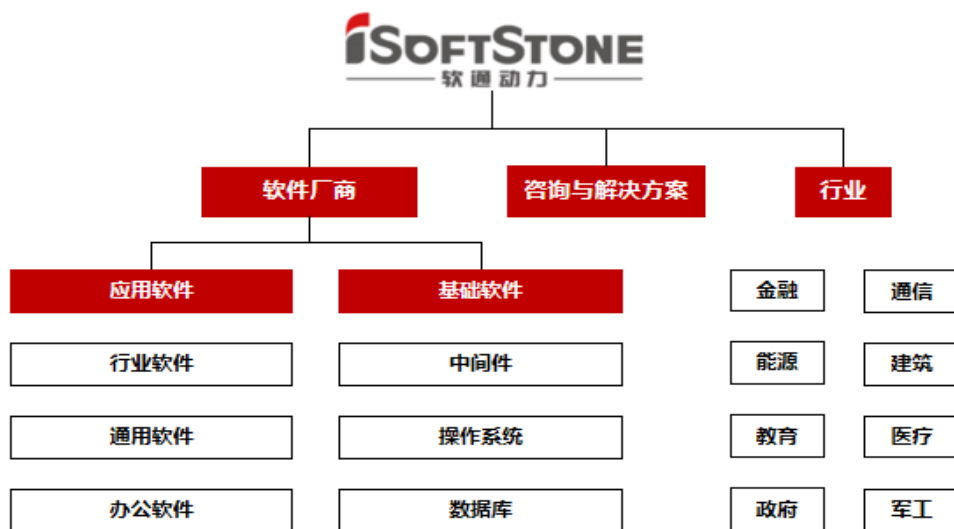 iSOFTSTONE
软通动力
软件厂商 咨询与解决方案 行业
应用软件 基础软件 金融 通信
行业软件 中间件 能源 建筑
通用软件 操作系统 教育 医疗
办公软件 数据库 政府 军工